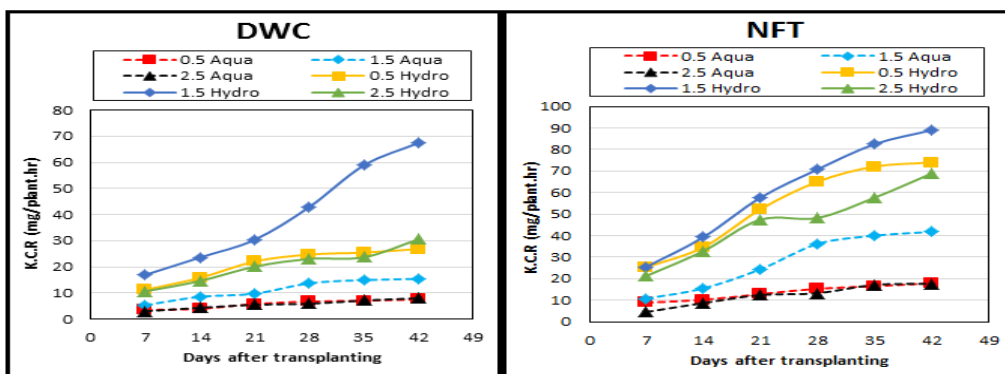 DWC
0.5 Aqua 1.5 Aqua
2.5 Aqua 0.5 Hydro
1.5 Hydro 2.5 Hydro
80
70
60
50
40
30
20
10
0
K.C.R (mg/plant.hr)
0 7 14 21 28 35 42 49
Days after transplanting
NFT
0.5 Aqua 1.5 Aqua
2.5 Aqua 0.5 Hydro
1.5 Hydro 2.5 Hydro
100
90
80
70
60
50
40
30
20
10
0
K.C.R (mg/plant.hr)
0 7 14 21 28 35 42 49
Days after transplanting